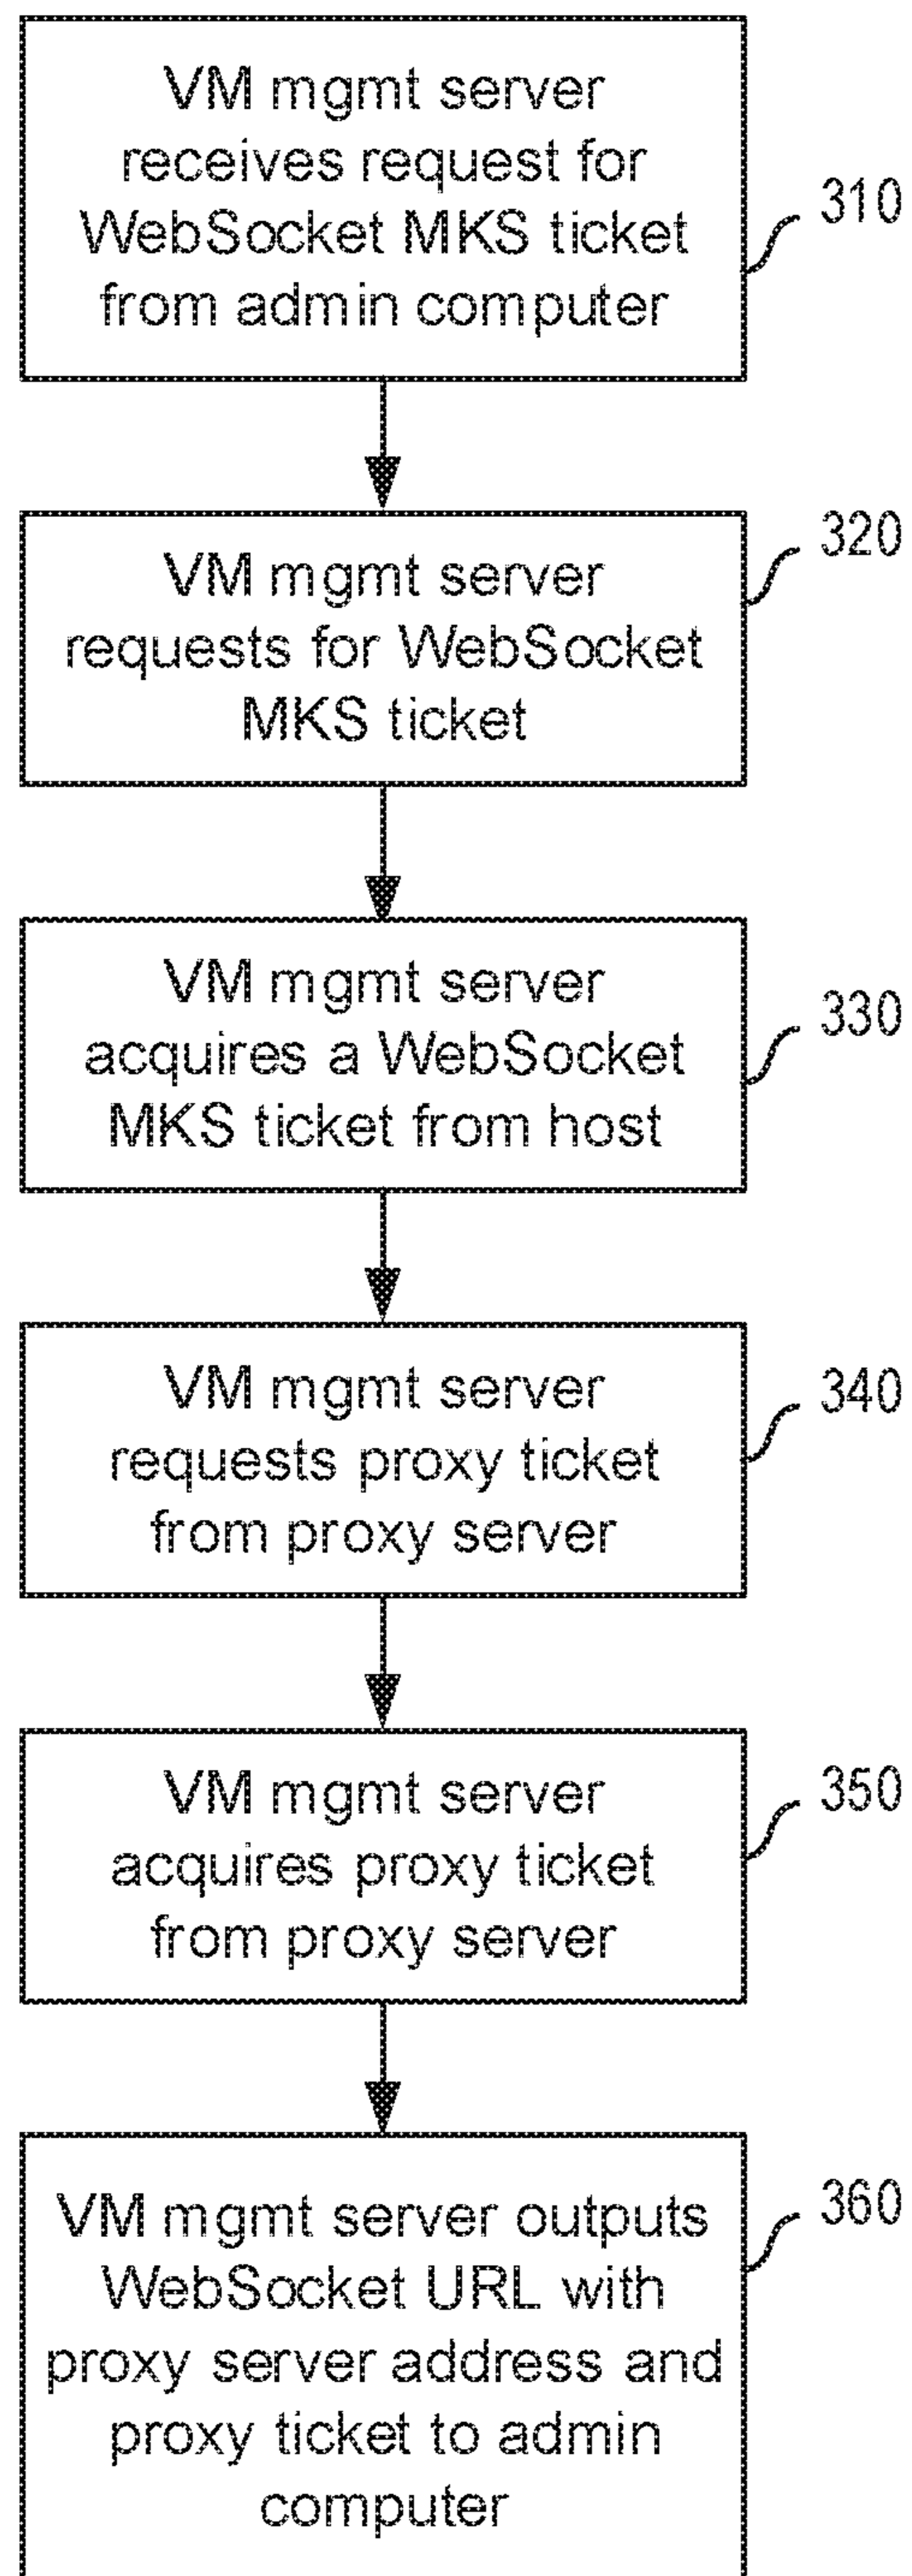 VM mgmt server
receives request for
WebSocket MKS ticket
from admin computer
310
VM mgmt server
requests for WebSocket
MKS ticket
320
VM mgmt server
acquires a WebSocket
MKS ticket from host
330
VM mgmt server
requests proxy ticket
from proxy server
340
VM mgmt server
acquires proxy ticket
from proxy server
350
VM mgmt server outputs
WebSocket URL with
proxy server address and
proxy ticket to admin
computer
360